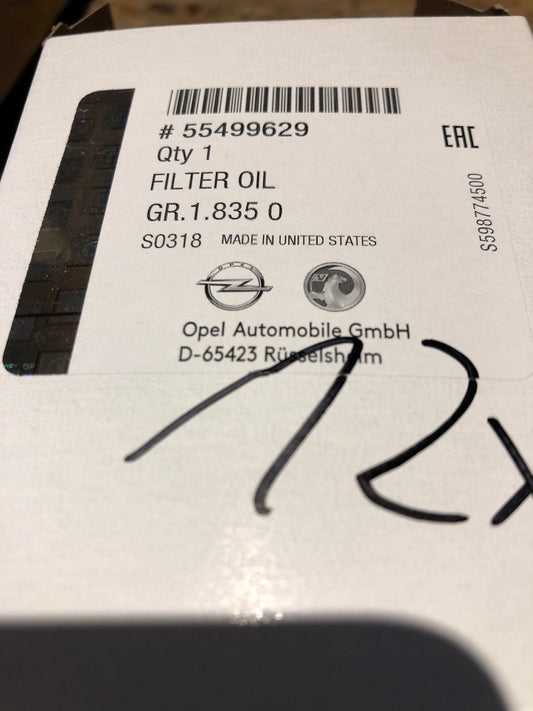 # 55499629
Qty 1
FILTER OIL
GR.1.835 0
S0318 MADE IN UNITED STATES
EAC
S598774500
OPEL
Opel Automobile GmbH
D-65423 Rüsselsheim
12x